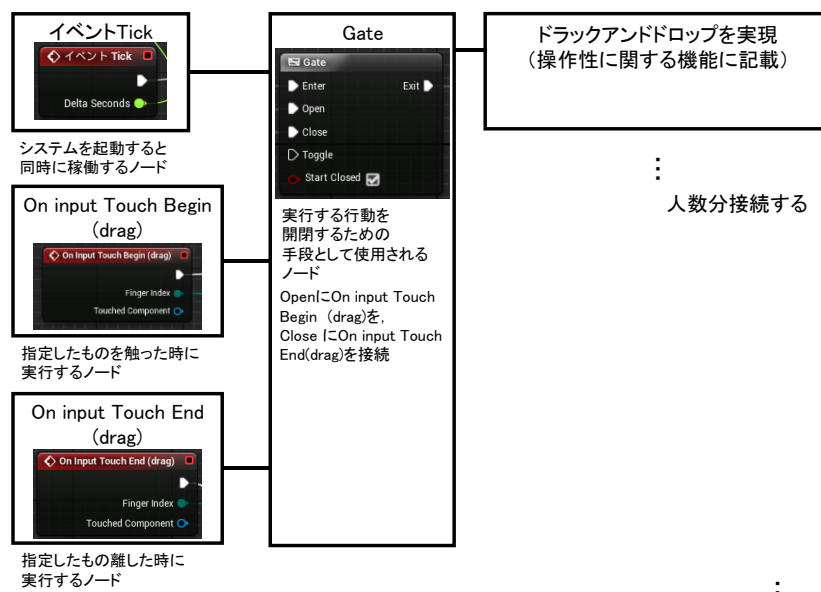 イベントTick
イベント Tick
Delta Seconds
システムを起動すると
同時に稼働するノード
On input Touch Begin
(drag)
On Input Touch Begin (drag)
Finger Index
Touched Component
指定したものを触った時に
実行するノード
On input Touch End
(drag)
On Input Touch End (drag)
Finger Index
Touched Component
指定したもの離した時に
実行するノード
Gate
Gate
Enter Exit
Open
Close
Toggle
Start Closed
実行する行動を
開閉するための
手段として使用される
ノード
OpenにOn input Touch
Begin (drag)を,
Close にOn input Touch
End(drag)を接続
ドラックアンドドロップを実現
(操作性に関する機能に記載)
⋮
人数分接続する
⋮